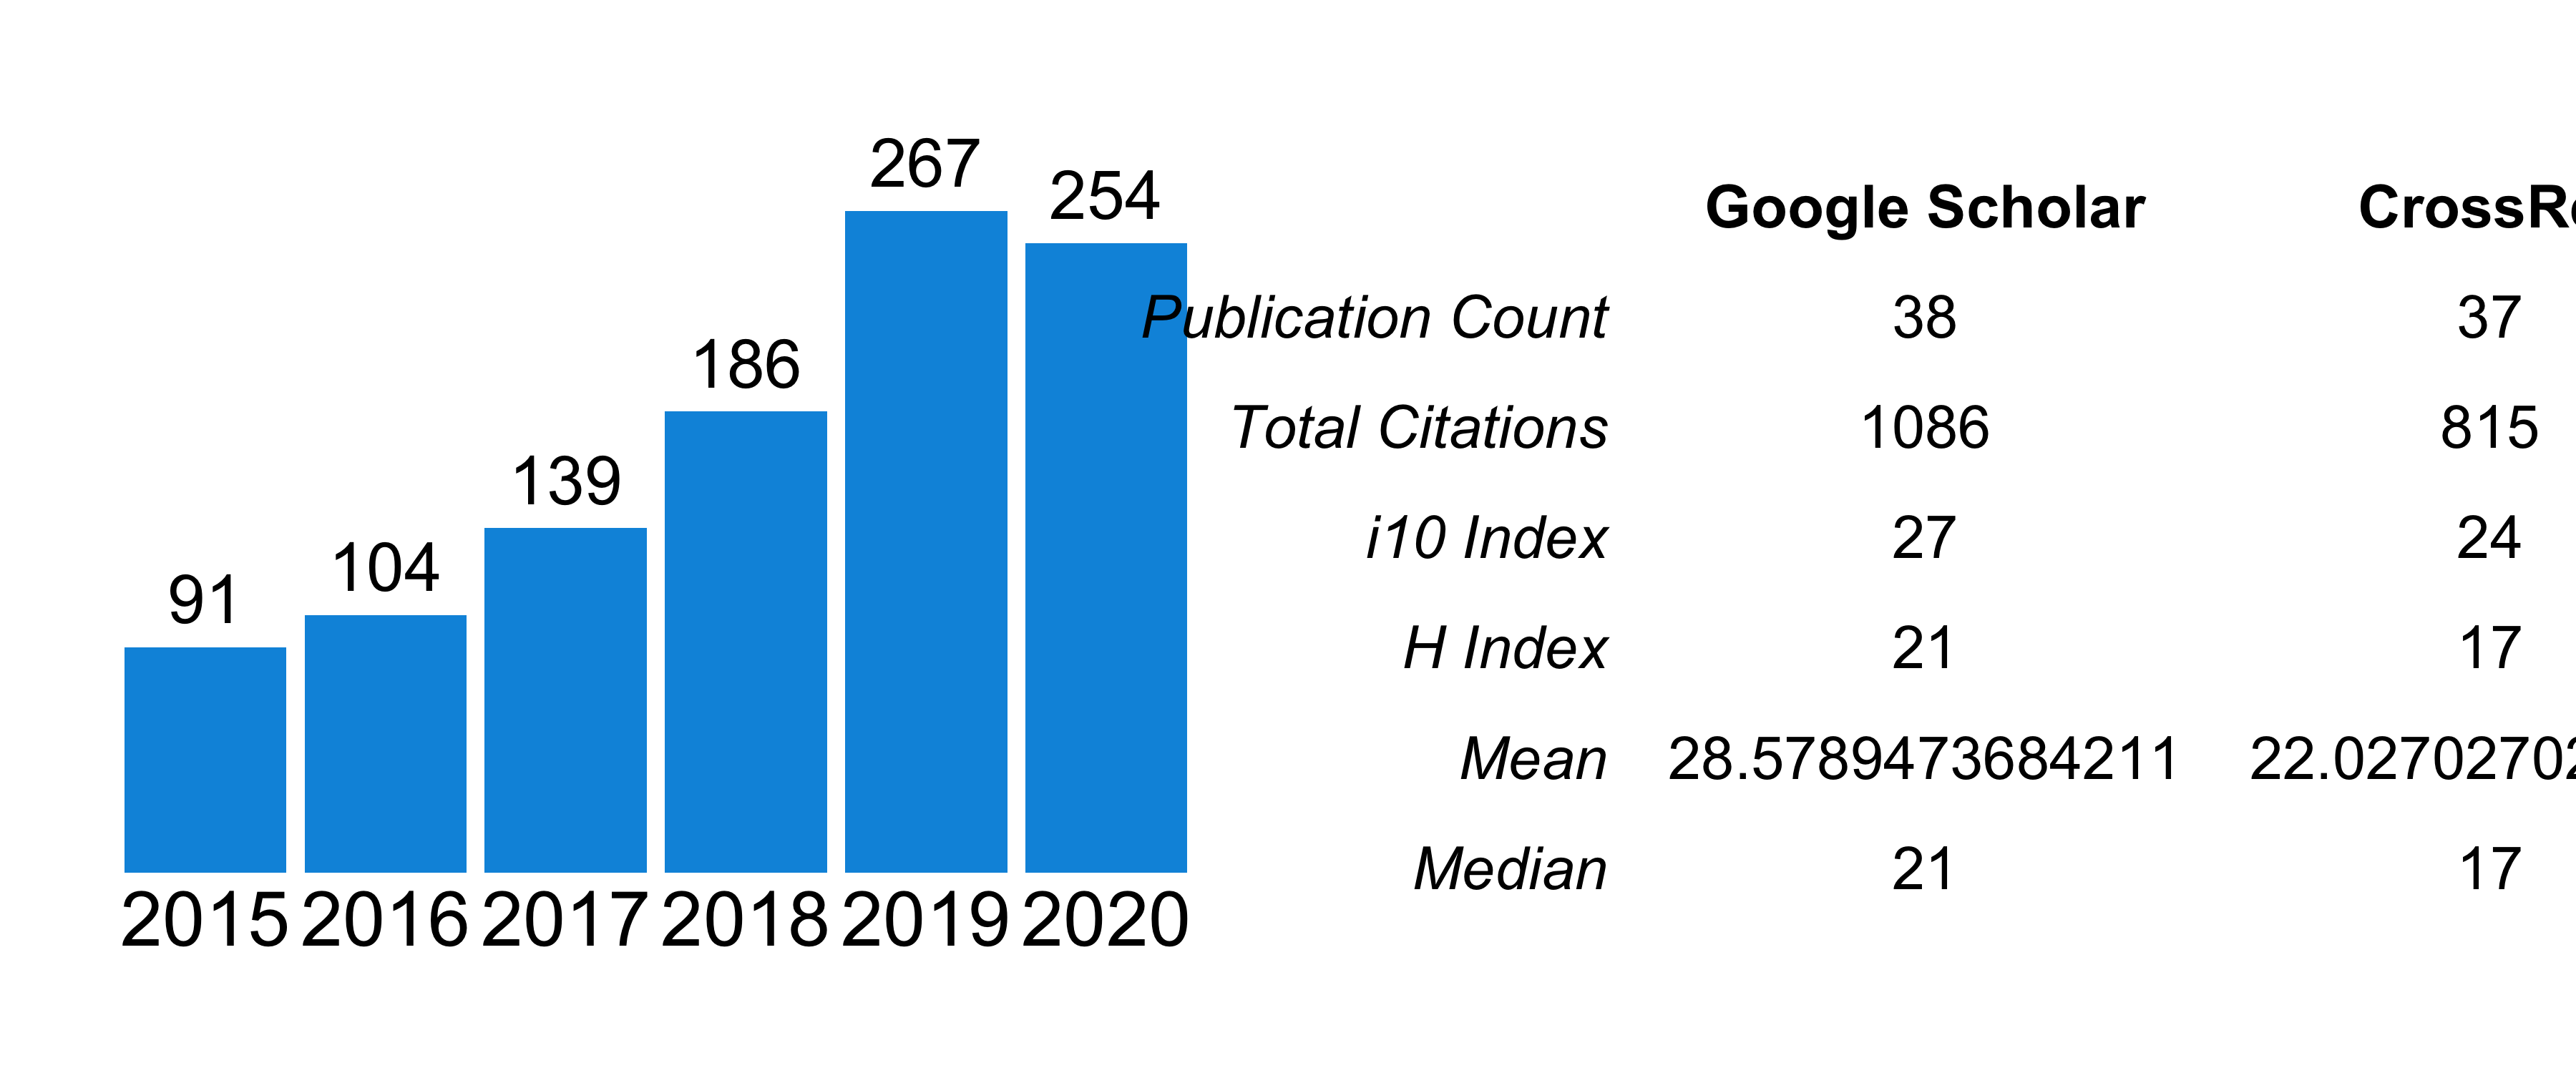 267
254
186
139
104
91
2015 2016 2017 2018 2019 2020
Google Scholar
Publication Count 38 37
Total Citations 1086 815
i10 Index 27 24
H Index 21 17
Mean 28.5789473684211
Median 21 17